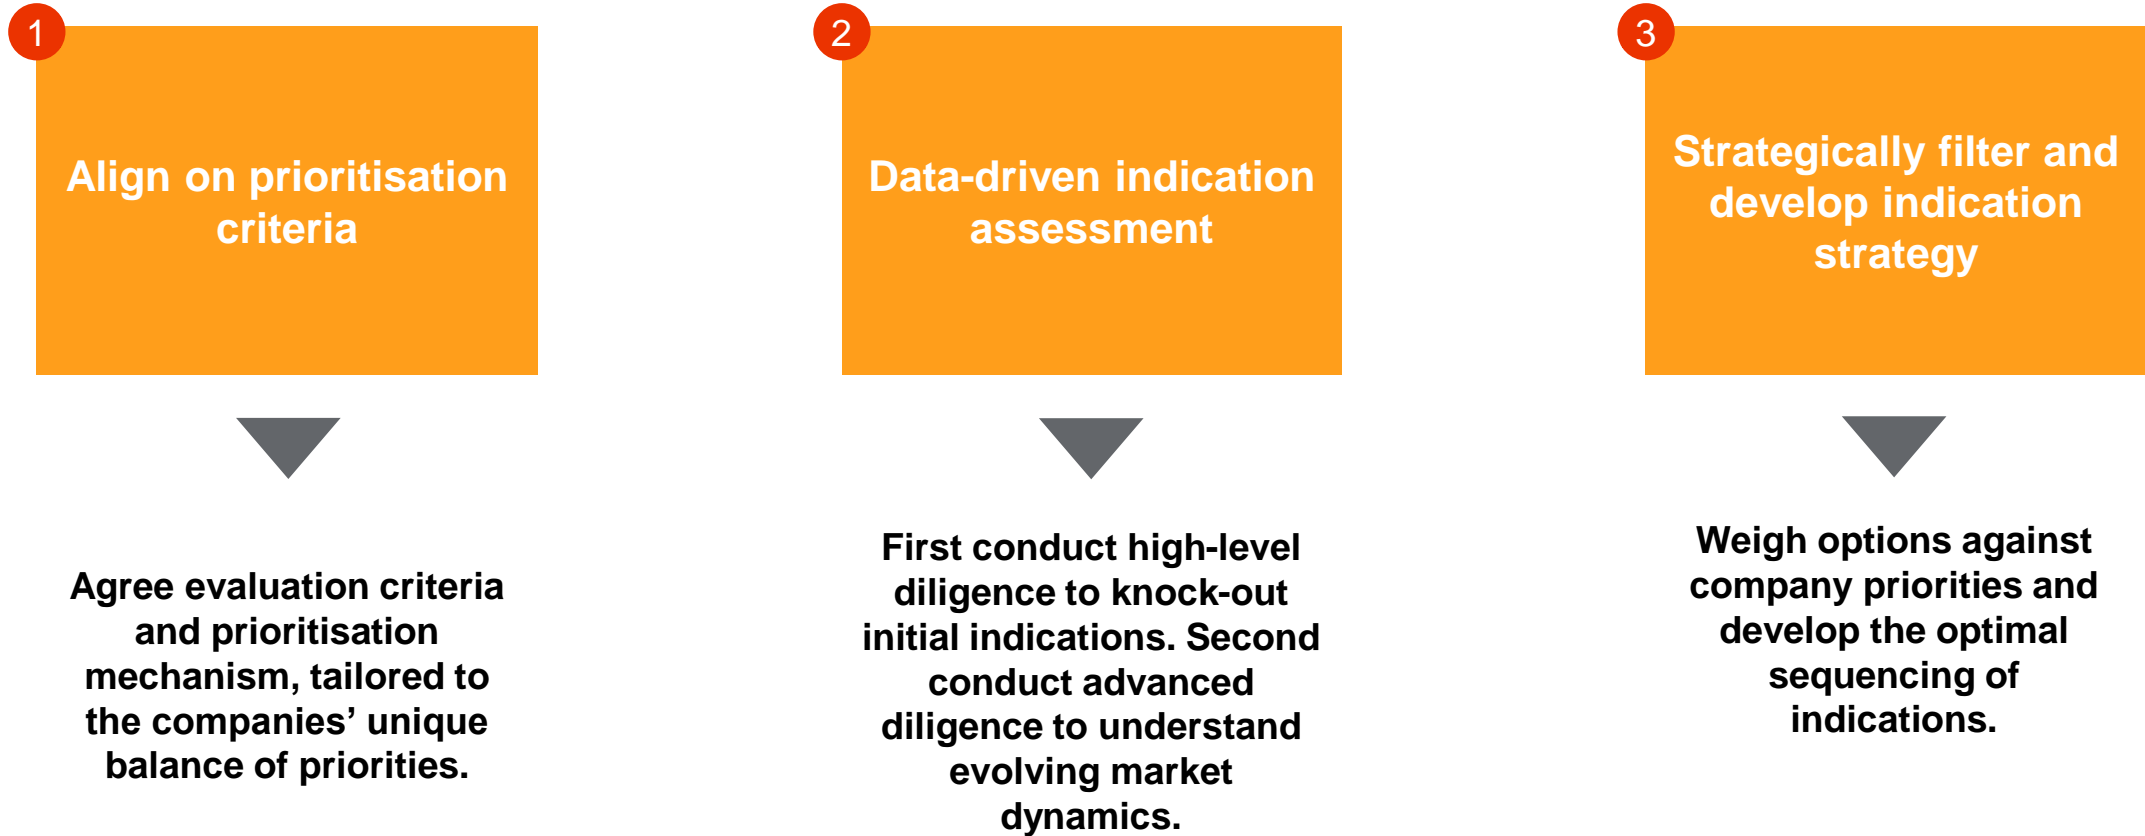 1
Align on prioritisation
criteria
Agree evaluation criteria
and prioritisation
mechanism, tailored to
the companies’ unique
balance of priorities.
2
Data-driven indication
assessment
First conduct high-level
diligence to knock-out
initial indications. Second
conduct advanced
diligence to understand
evolving market
dynamics.
3
Strategically filter and
develop indication
strategy
Weigh options against
company priorities and
develop the optimal
sequencing of
indications.